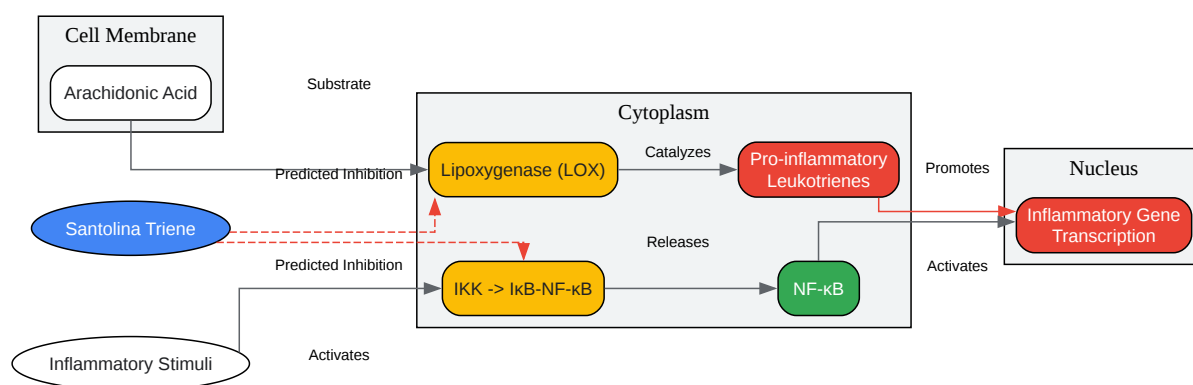 Cell Membrane
Arachidonic Acid
Substrate
Cytoplasm
Lipoxygenase (LOX)
Catalyzes
Pro-inflammatory
Leukotrienes
Promotes
Nucleus
Predicted Inhibition
Santolina Triene
Inflammatory Gene
Transcription
Releases
Predicted Inhibition
IKK -> IκB-NF-κB
NF-κB
Activates
Inflammatory Stimuli
Activates